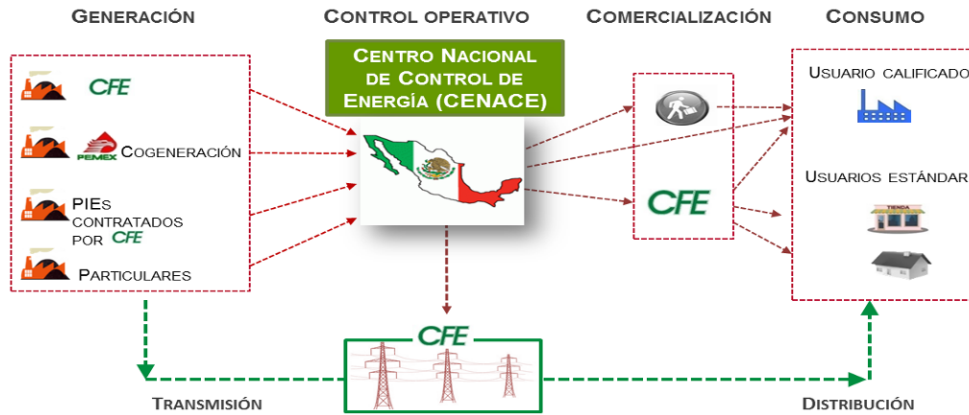 GENERACIÓN
CONTROL OPERATIVO
COMERCIALIZACIÓN
CONSUMO
CENTRO NACIONAL
DE CONTROL DE
ENERGÍA (CENACE)
CFE
PEMEX COGENERACIÓN
PIES
CONTRATADOS
POR CFE
PARTICULARES
CFE
USUARIO CALIFICADO
USUARIOS ESTÁNDAR
TIENDA
CFE
TRANSMISIÓN
DISTRIBUCIÓN